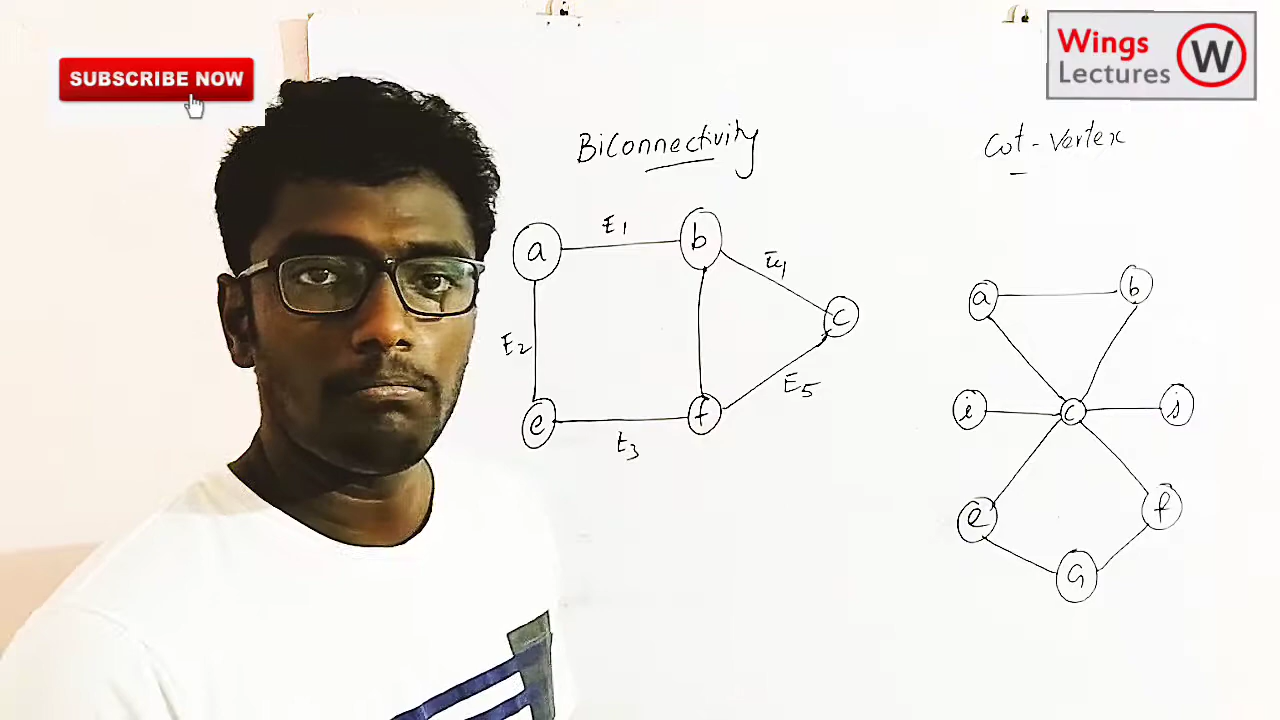 SUBSCRIBE NOW
Wings
Lectures
W
BiConnectivity
Cut-Vertex
a
E1
b
E4
c
E2
E5
e
f
E3
a
b
i
c
j
e
f
G